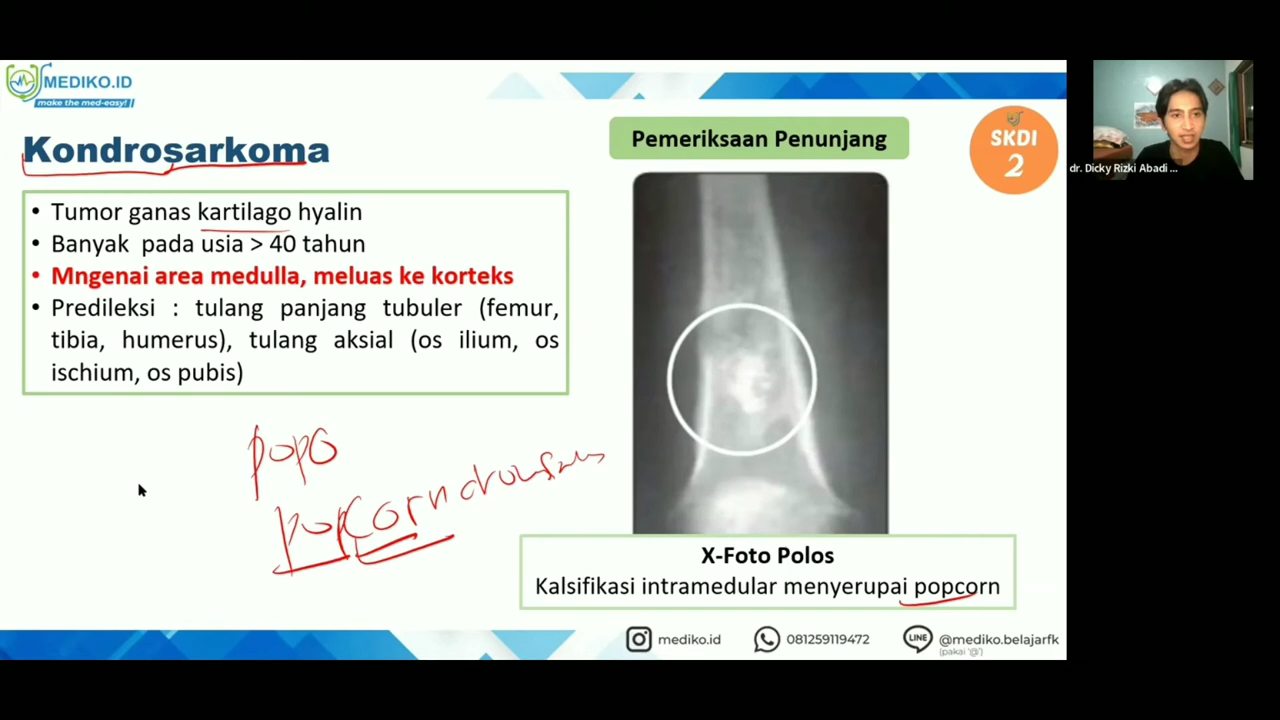 MEDIKO.ID
make the med-easy!
Kondrosarkoma
Pemeriksaan Penunjang
SKDI
2
dr. Dicky Rizki Abadi ...
• Tumor ganas kartilago hyalin
• Banyak pada usia > 40 tahun
• Mngenai area medulla, meluas ke korteks
• Predileksi : tulang panjang tubuler (femur,
tibia, humerus), tulang aksial (os ilium, os
ischium, os pubis)
popo
popcorn
X-Foto Polos
Kalsifikasi intramedular menyerupai popcorn
mediko.id
081259119472
LINE
@mediko.belajarfk
(pakai '@')